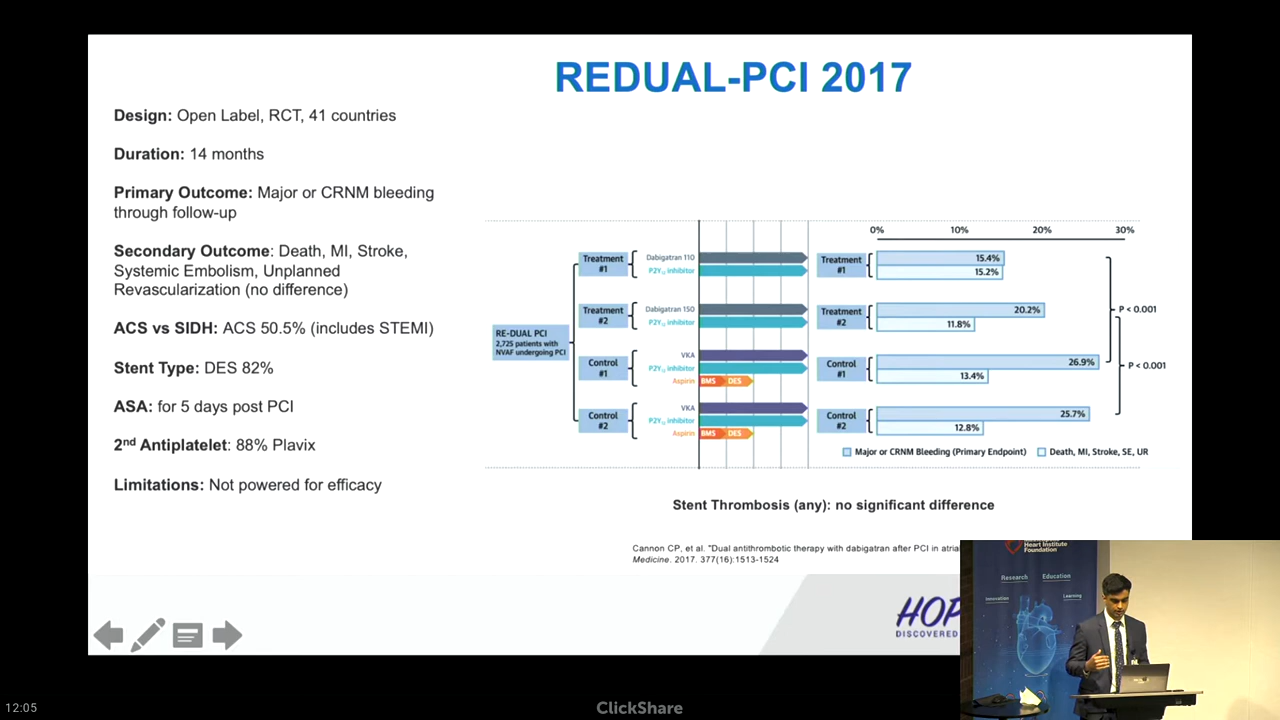 REDUAL-PCI 2017
Design: Open Label, RCT, 41 countries
Duration: 14 months
Primary Outcome: Major or CRNM bleeding
through follow-up
Secondary Outcome: Death, MI, Stroke,
Systemic Embolism, Unplanned
Revascularization (no difference)
ACS vs SIDH: ACS 50.5% (includes STEMI)
Stent Type: DES 82%
ASA: for 5 days post PCI
2nd Antiplatelet: 88% Plavix
Limitations: Not powered for efficacy
RE-DUAL PCI
2,725 patients with
NVAF undergoing PCI
Treatment
#1
Dabigatran 110
P2Y12 inhibitor
Treatment
#2
Dabigatran 150
P2Y12 inhibitor
Control
#1
VKA
P2Y12 inhibitor
Aspirin BMS DES
Control
#2
VKA
P2Y12 inhibitor
Aspirin BMS DES
0% 10% 20% 30%
Treatment
#1
15.4%
15.2%
Treatment
#2
20.2%
11.8%
Control
#1
26.9%
13.4%
Control
#2
25.7%
12.8%
P < 0.001
P < 0.001
Major or CRNM Bleeding (Primary Endpoint) Death, MI, Stroke, SE, UR
Stent Thrombosis (any): no significant difference
Cannon CP, et al. "Dual antithrombotic therapy with dabigatran after PCI in atria
Medicine. 2017. 377(16):1513-1524
HOP
DISCOVERED
Heart Institute
Foundation
Research Education
Innovation Learning
12:05
ClickShare